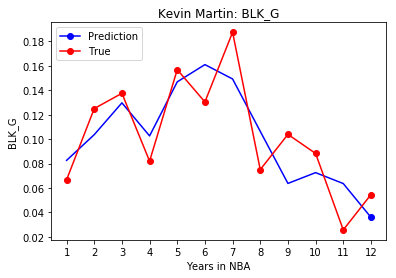 Kevin Martin: BLK_G
Prediction
True
BLK_G
0.18
0.16
0.14
0.12
0.10
0.08
0.06
0.04
0.02
1 2 3 4 5 6 7 8 9 10 11 12
Years in NBA